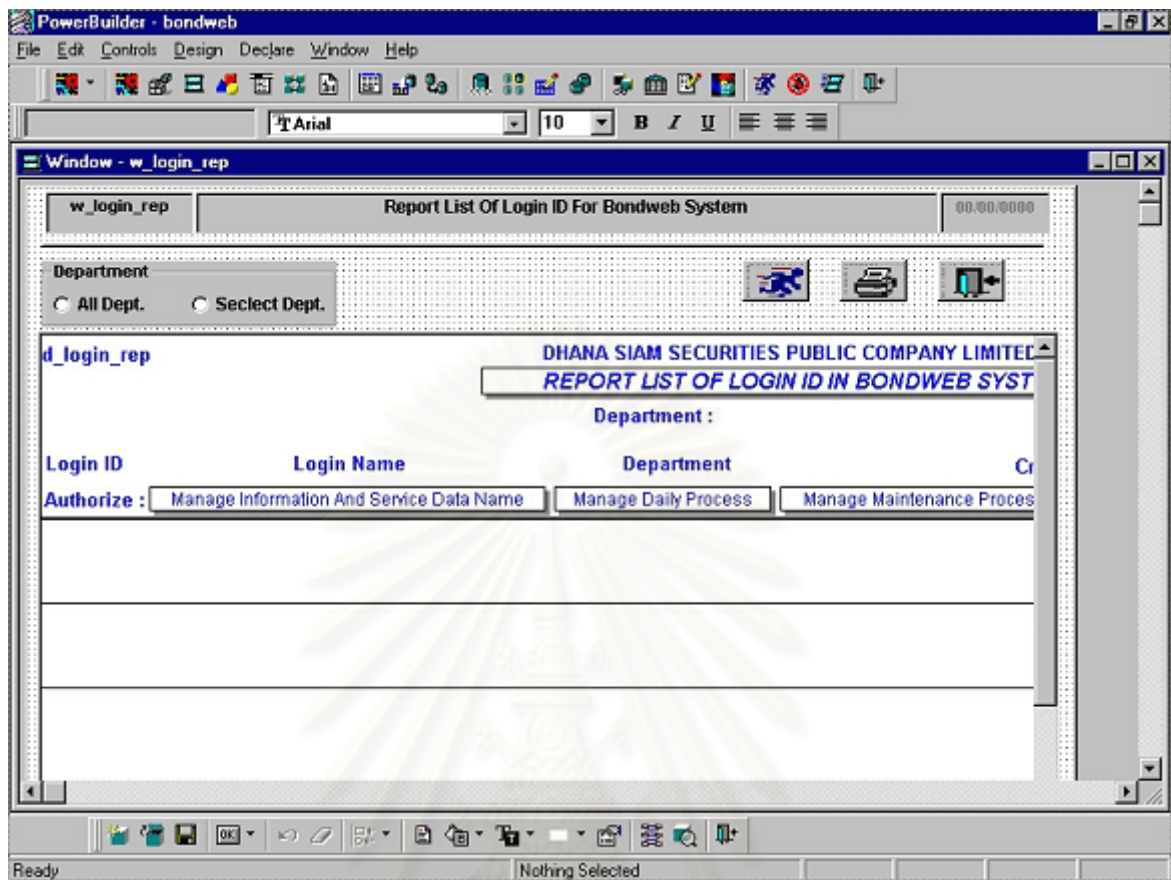 PowerBuilder - bondweb
File Edit Controls Design Declare Window Help
Arial 10 B I U
Window - w_login_rep
w_login_rep Report List Of Login ID For Bondweb System 00/00/0000
Department
All Dept. Seclect Dept.
d_login_rep DHANA SIAM SECURITIES PUBLIC COMPANY LIMITED
REPORT LIST OF LOGIN ID IN BONDWEB SYST
Department :
Login ID Login Name Department Cr
Authorize : Manage Information And Service Data Name Manage Daily Process Manage Maintenance Proces
OK
Ready Nothing Selected